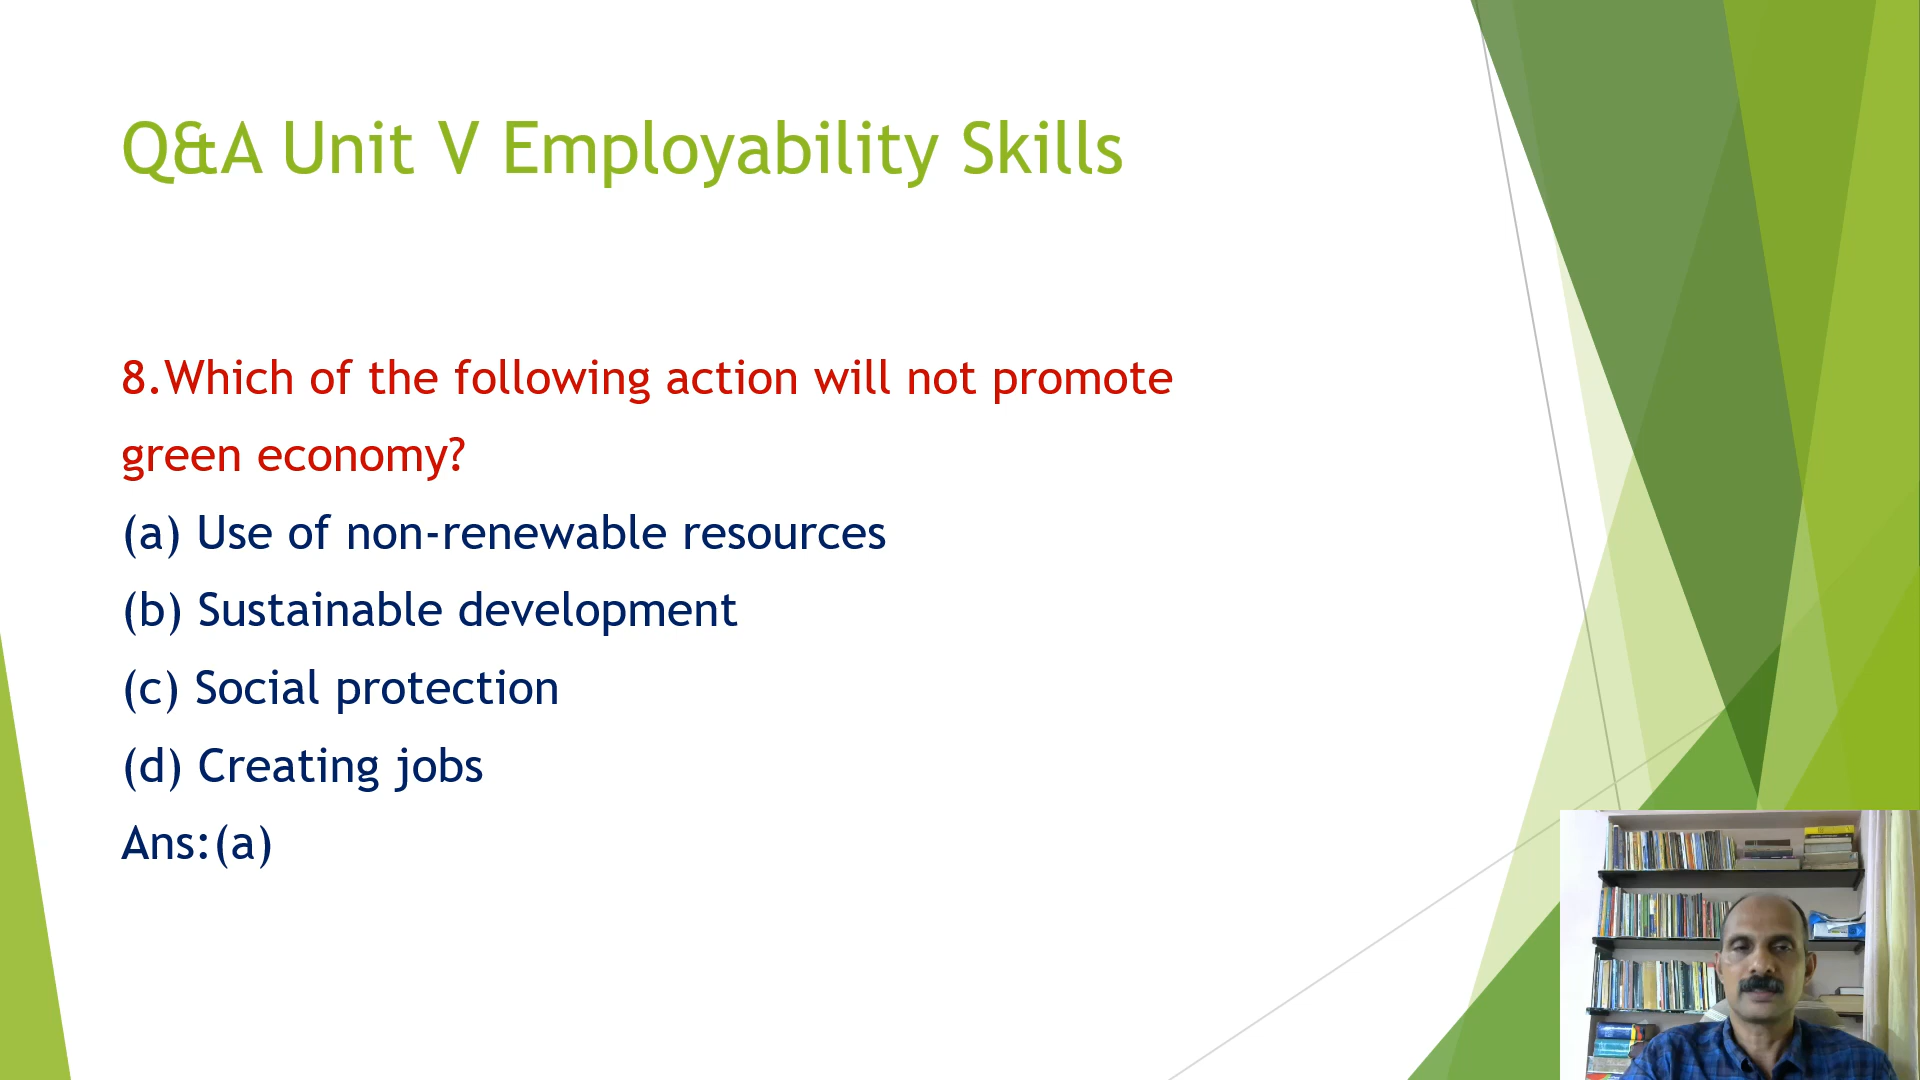 Q&A Unit V Employability Skills
8.Which of the following action will not promote
green economy?
(a) Use of non-renewable resources
(b) Sustainable development
(c) Social protection
(d) Creating jobs
Ans:(a)